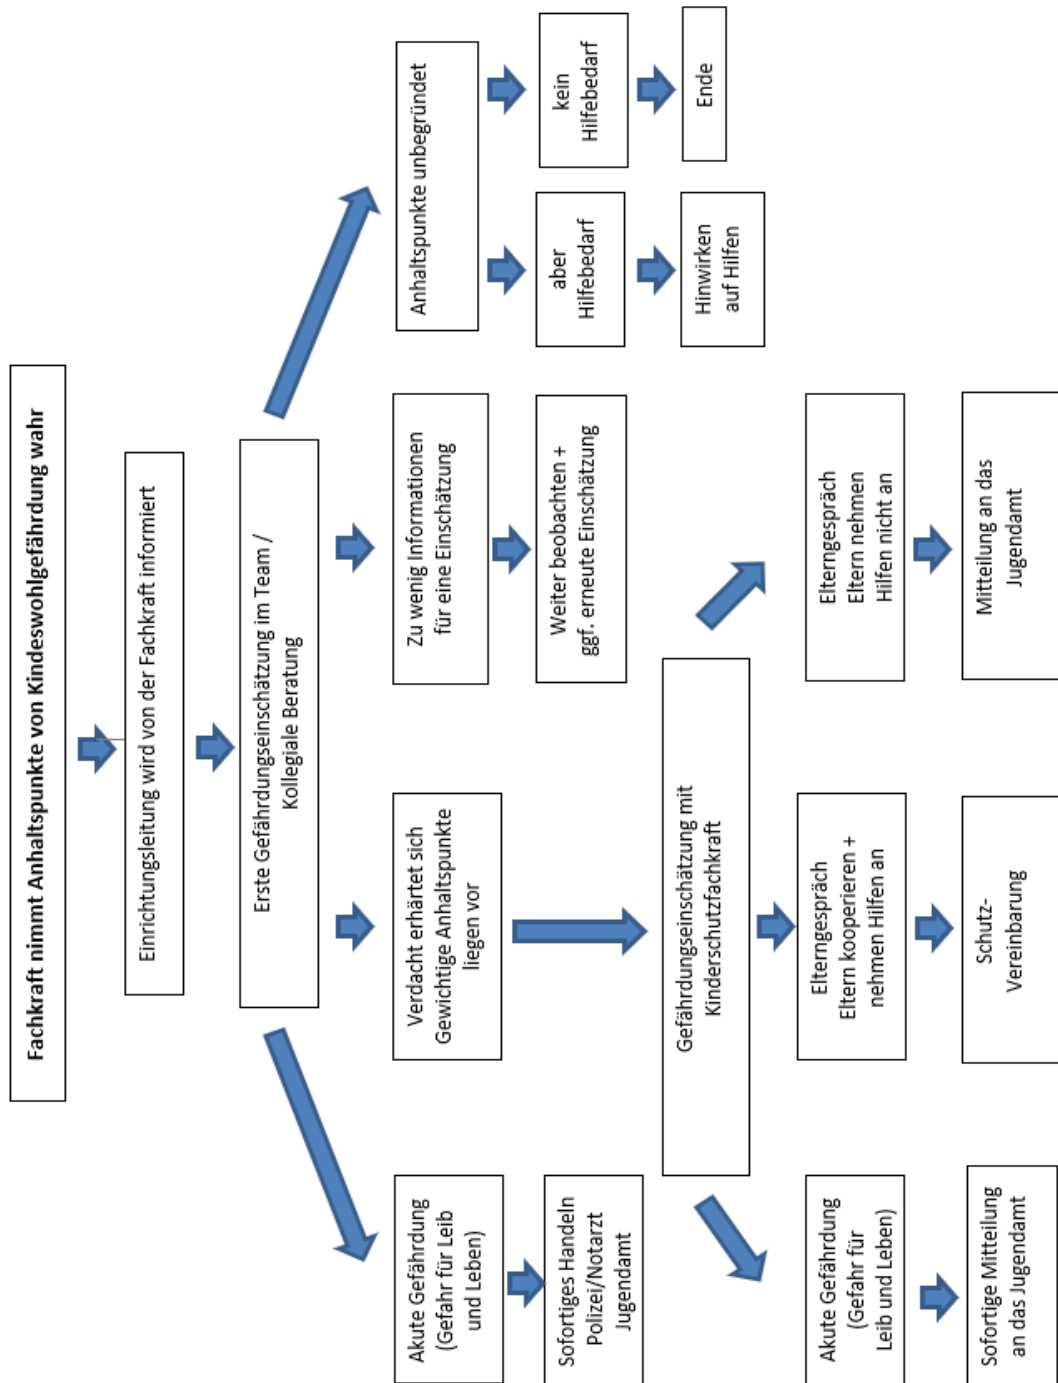 Fachkraft nimmt Anhaltspunkte von Kindeswohlgefährdung wahr
Einrichtungsleitung wird von der Fachkraft informiert
Erste Gefährdungseinschätzung im Team /
Kollegiale Beratung
Akute Gefährdung
(Gefahr für Leib
und Leben)
Verdacht erhärtet sich
Gewichtige Anhaltspunkte
liegen vor
Zu wenig Informationen
für eine Einschätzung
Anhaltspunkte unbegründet
Sofortiges Handeln
Polizei/Notarzt
Jugendamt
Weiter beobachten +
ggf. erneute Einschätzung
aber
Hilfebedarf
kein
Hilfebedarf
Hinwirken
auf Hilfen
Ende
Gefährdungseinschätzung mit
Kinderschutzfachkraft
Akute Gefährdung
(Gefahr für
Leib und Leben)
Elterngespräch
Eltern kooperieren +
nehmen Hilfen an
Elterngespräch
Eltern nehmen
Hilfen nicht an
Sofortige Mitteilung
an das Jugendamt
Schutz-
Vereinbarung
Mitteilung an das
Jugendamt